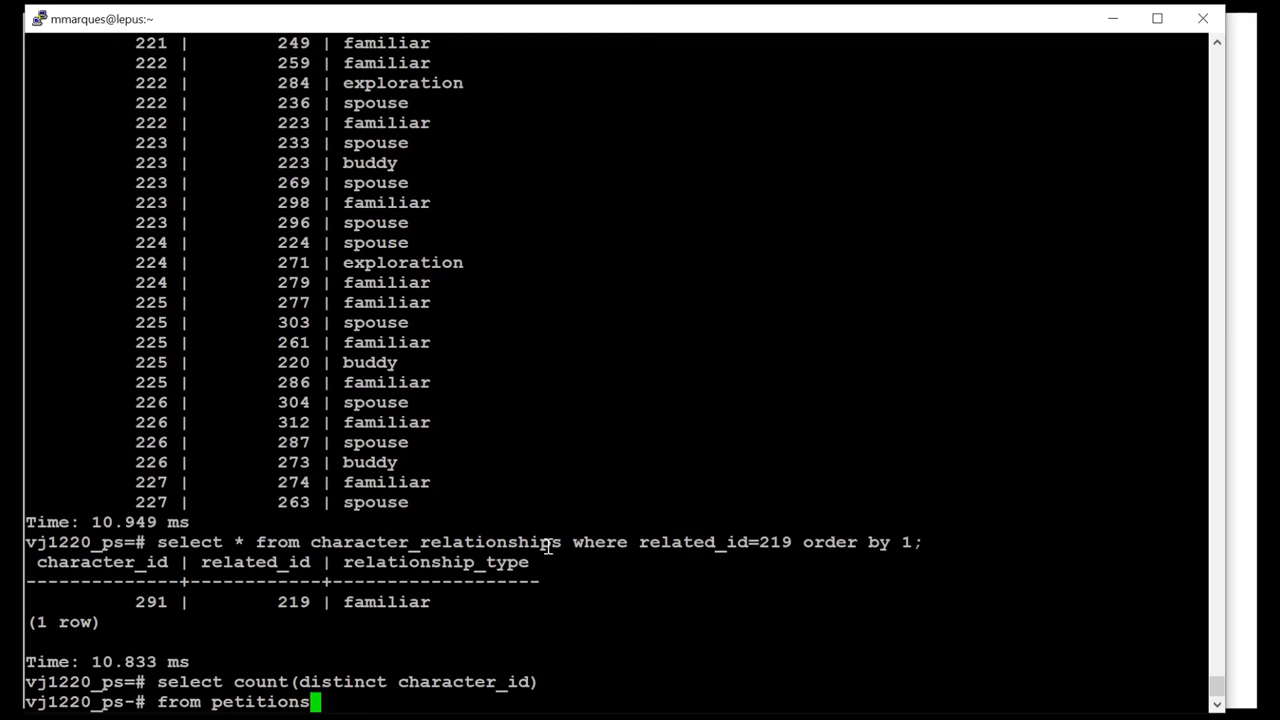 mmarques@lepus:~
221 | 249 | familiar
222 | 259 | familiar
222 | 284 | exploration
222 | 236 | spouse
222 | 223 | familiar
223 | 233 | spouse
223 | 223 | buddy
223 | 269 | spouse
223 | 298 | familiar
223 | 296 | spouse
224 | 224 | spouse
224 | 271 | exploration
224 | 279 | familiar
225 | 277 | familiar
225 | 303 | spouse
225 | 261 | familiar
225 | 220 | buddy
225 | 286 | familiar
226 | 304 | spouse
226 | 312 | familiar
226 | 287 | spouse
226 | 273 | buddy
227 | 274 | familiar
227 | 263 | spouse
Time: 10.949 ms
vj1220_ps=# select * from character_relationships where related_id=219 order by 1;
character_id | related_id | relationship_type
--------------+------------+-------------------
291 | 219 | familiar
(1 row)
Time: 10.833 ms
vj1220_ps=# select count(distinct character_id)
vj1220_ps-# from petitions